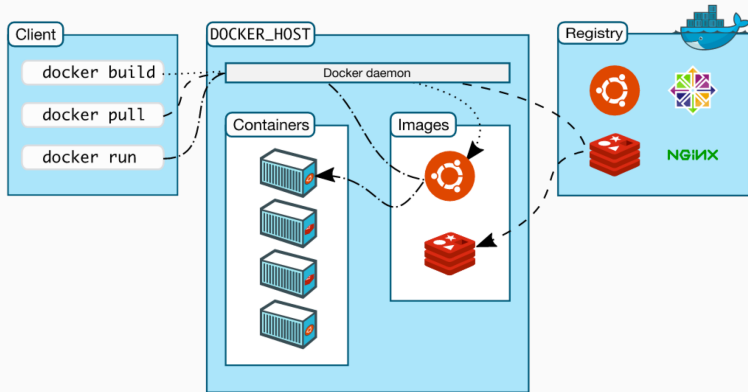 Client
docker build
docker pull
docker run
DOCKER_HOST
Docker daemon
Containers
Images
Registry
NGiNX